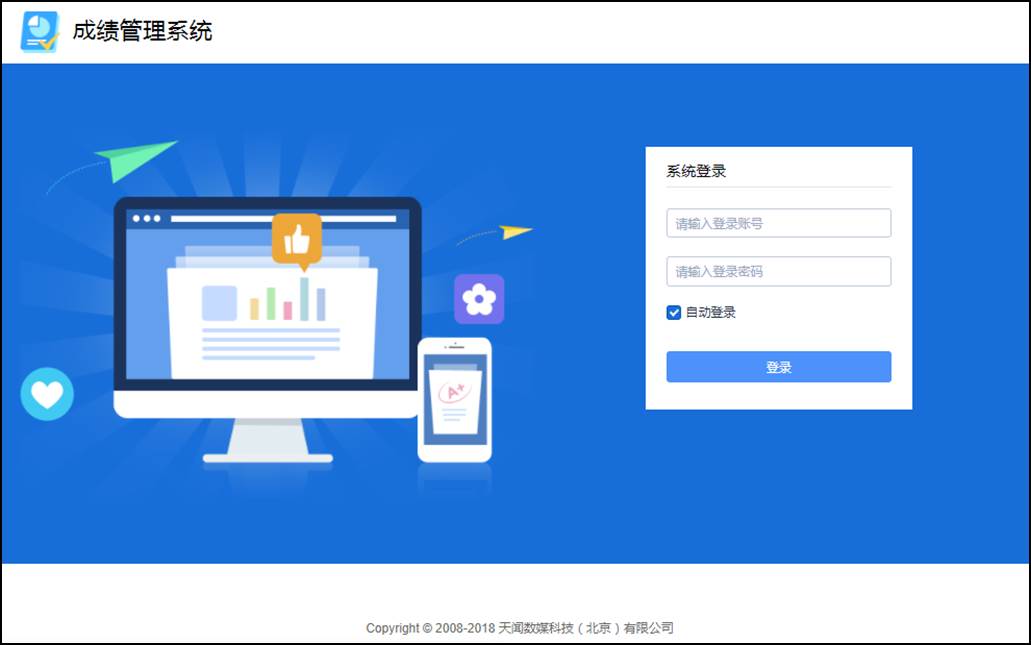 成绩管理系统
系统登录
请输入登录账号
请输入登录密码
自动登录
登录
A+
Copyright © 2008-2018 天闻数媒科技（北京）有限公司